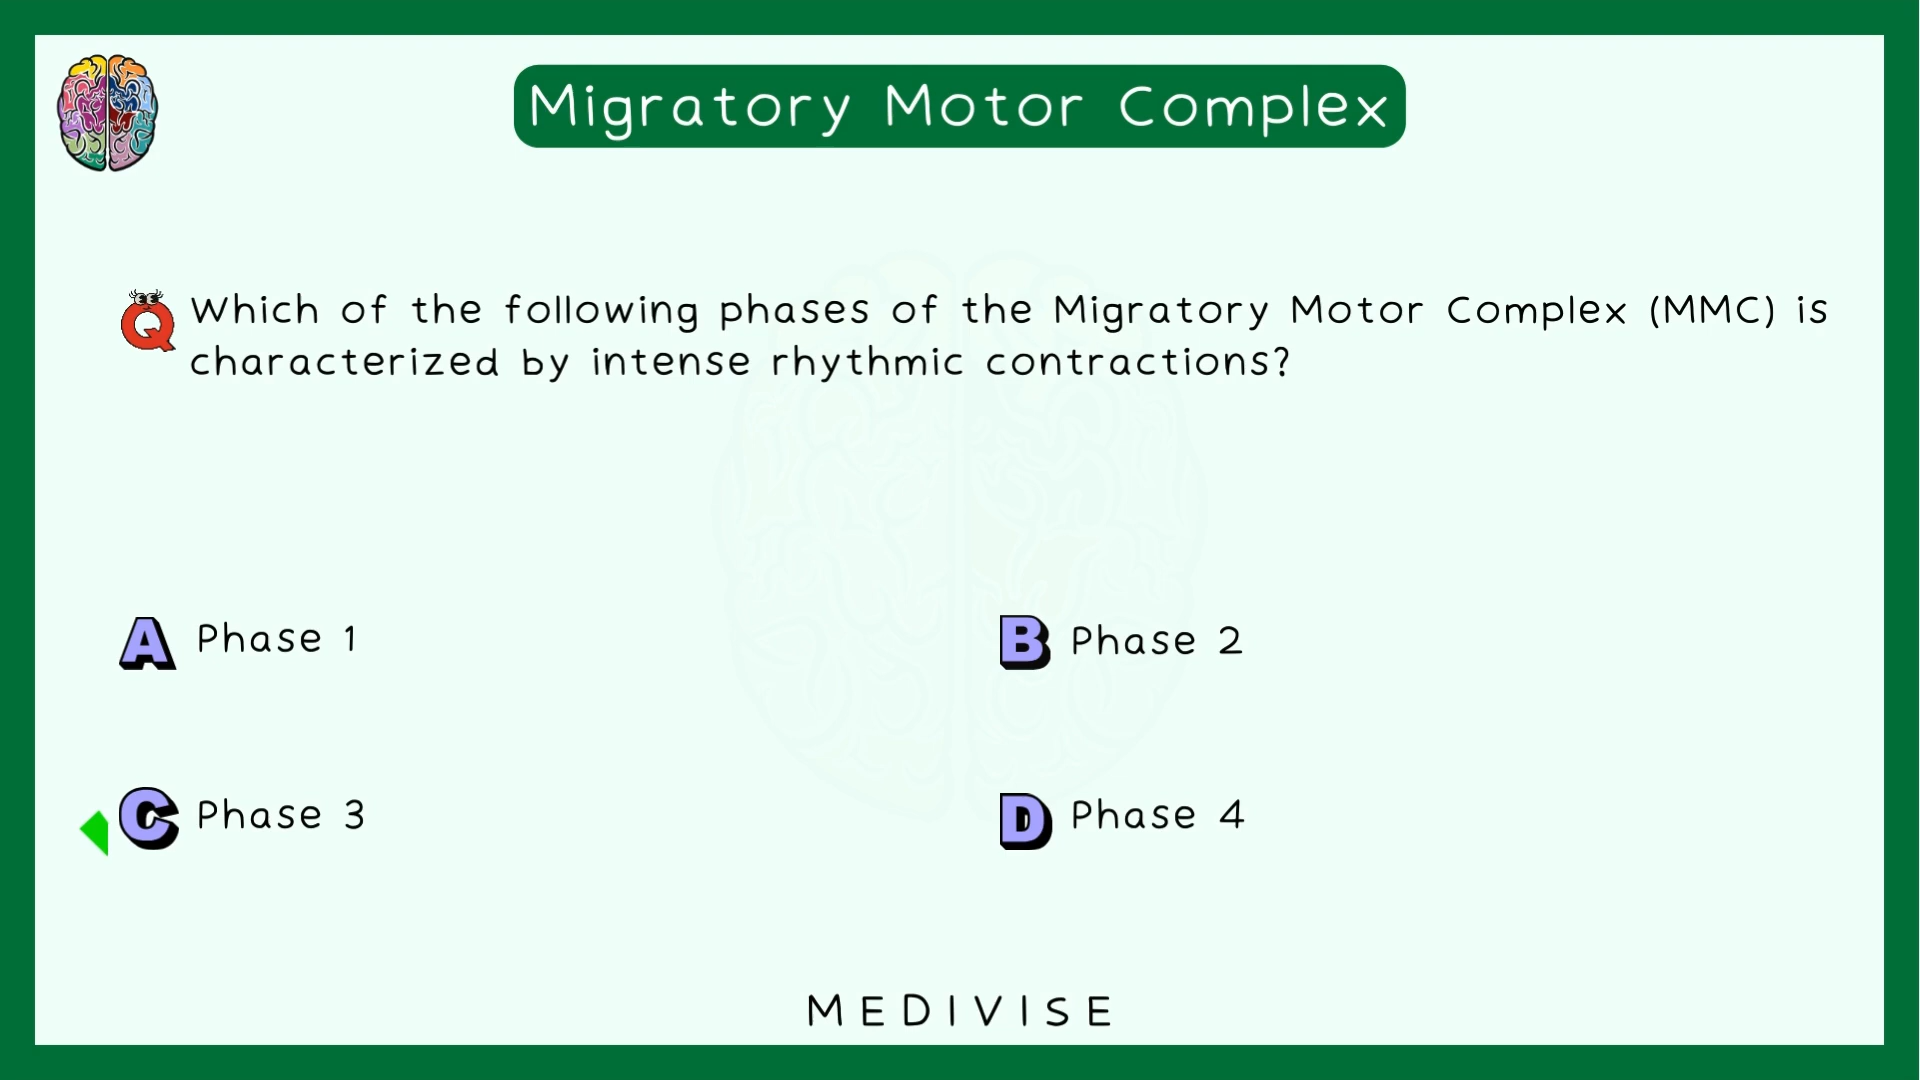 Migratory Motor Complex
Q Which of the following phases of the Migratory Motor Complex (MMC) is
characterized by intense rhythmic contractions?
A Phase 1
B Phase 2
C Phase 3
D Phase 4
MEDIVISE